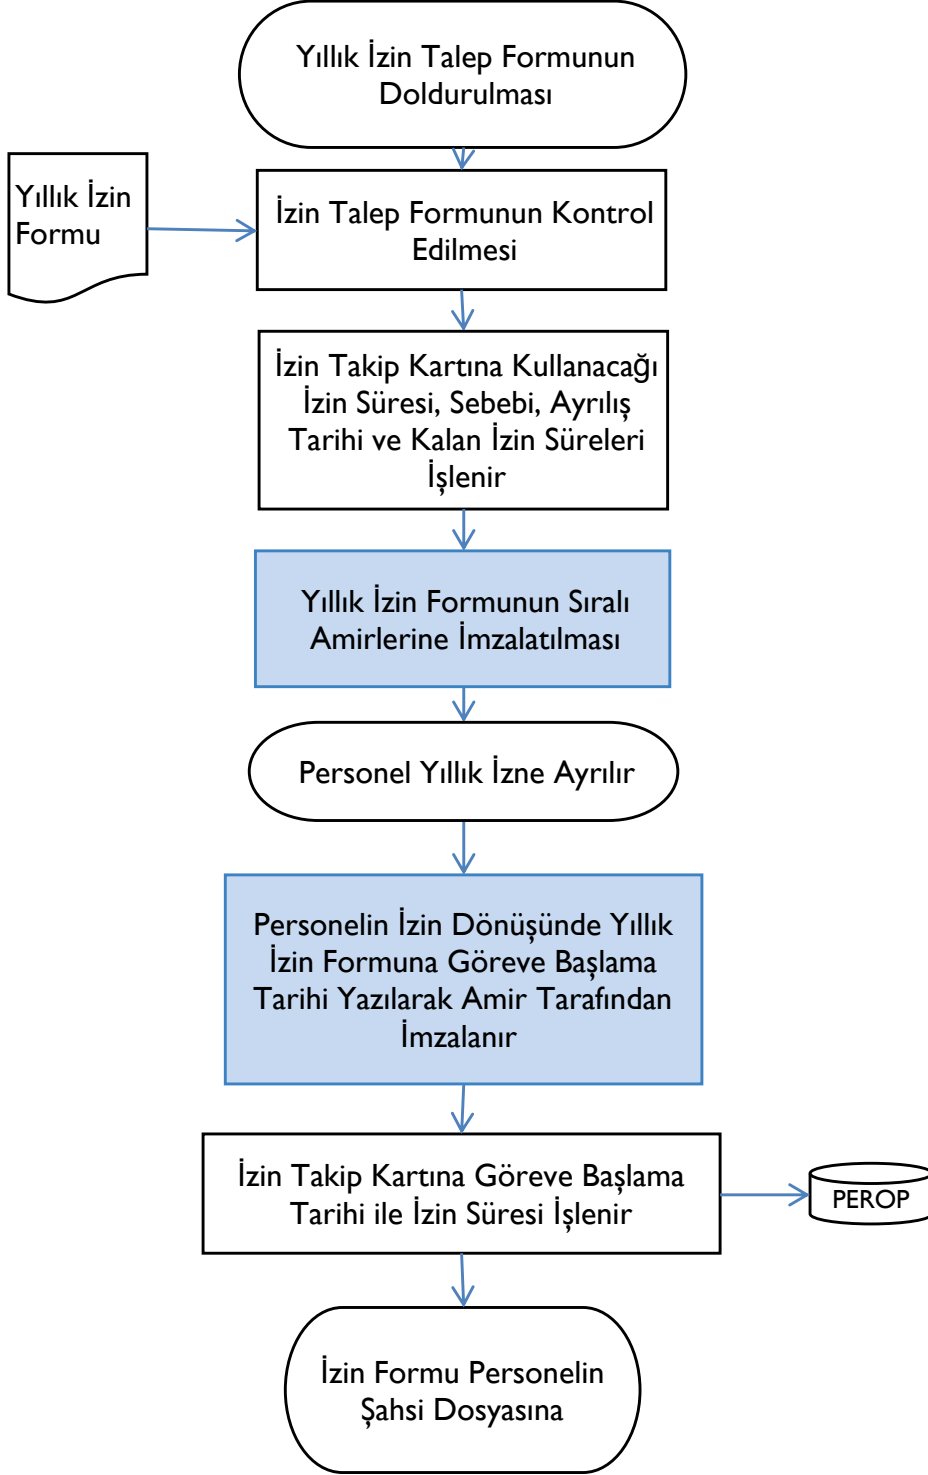 Yıllık İzin Talep Formunun
Doldurulması
Yıllık İzin
Formu
İzin Talep Formunun Kontrol
Edilmesi
İzin Takip Kartına Kullanacağı
İzin Süresi, Sebebi, Ayrılış
Tarihi ve Kalan İzin Süreleri
İşlenir
Yıllık İzin Formunun Sıralı
Amirlerine İmzalatılması
Personel Yıllık İzne Ayrılır
Personelin İzin Dönüşünde Yıllık
İzin Formuna Göreve Başlama
Tarihi Yazılarak Amir Tarafından
İmzalanır
İzin Takip Kartına Göreve Başlama
Tarihi ile İzin Süresi İşlenir
PEROP
İzin Formu Personelin
Şahsi Dosyasına